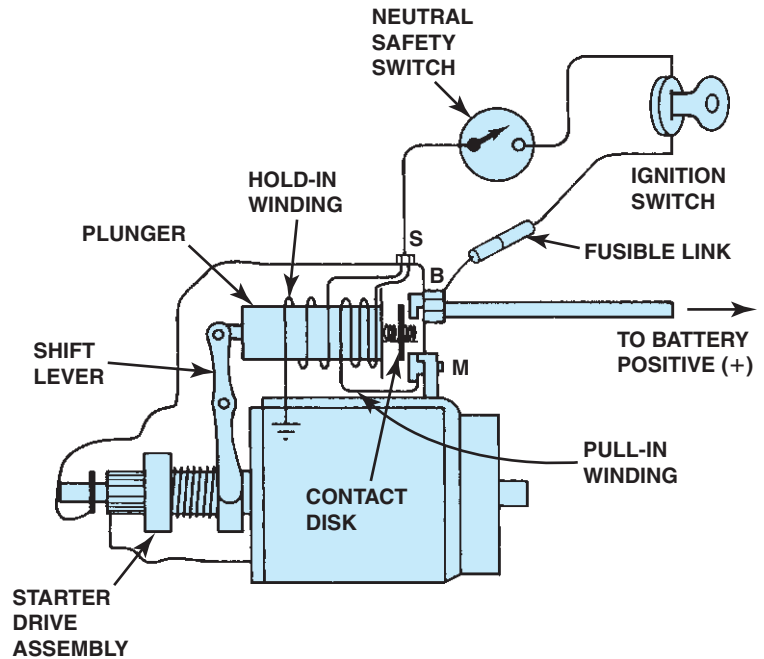 NEUTRAL
SAFETY
SWITCH
HOLD-IN
WINDING
IGNITION
SWITCH
PLUNGER
S
FUSIBLE LINK
B
TO BATTERY
POSITIVE (+)
SHIFT
LEVER
M
PULL-IN
WINDING
CONTACT
DISK
STARTER
DRIVE
ASSEMBLY